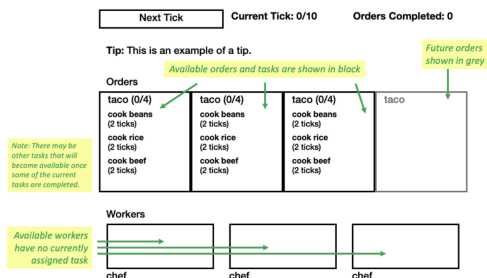 Next Tick
Current Tick: 0/10
Orders Completed: 0
Tip: This is an example of a tip.
Future orders
shown in grey
Available orders and tasks are shown in black
Orders
taco (0/4)
cook beans
(2 ticks)
cook rice
(2 ticks)
cook beef
(2 ticks)
taco (0/4)
cook beans
(2 ticks)
cook rice
(2 ticks)
cook beef
(2 ticks)
taco (0/4)
cook beans
(2 ticks)
cook rice
(2 ticks)
cook beef
(2 ticks)
taco
Note: There may be
other tasks that will
become available once
some of the current
tasks are completed.
Workers
Available workers
have no currently
assigned task
chef
chef
chef